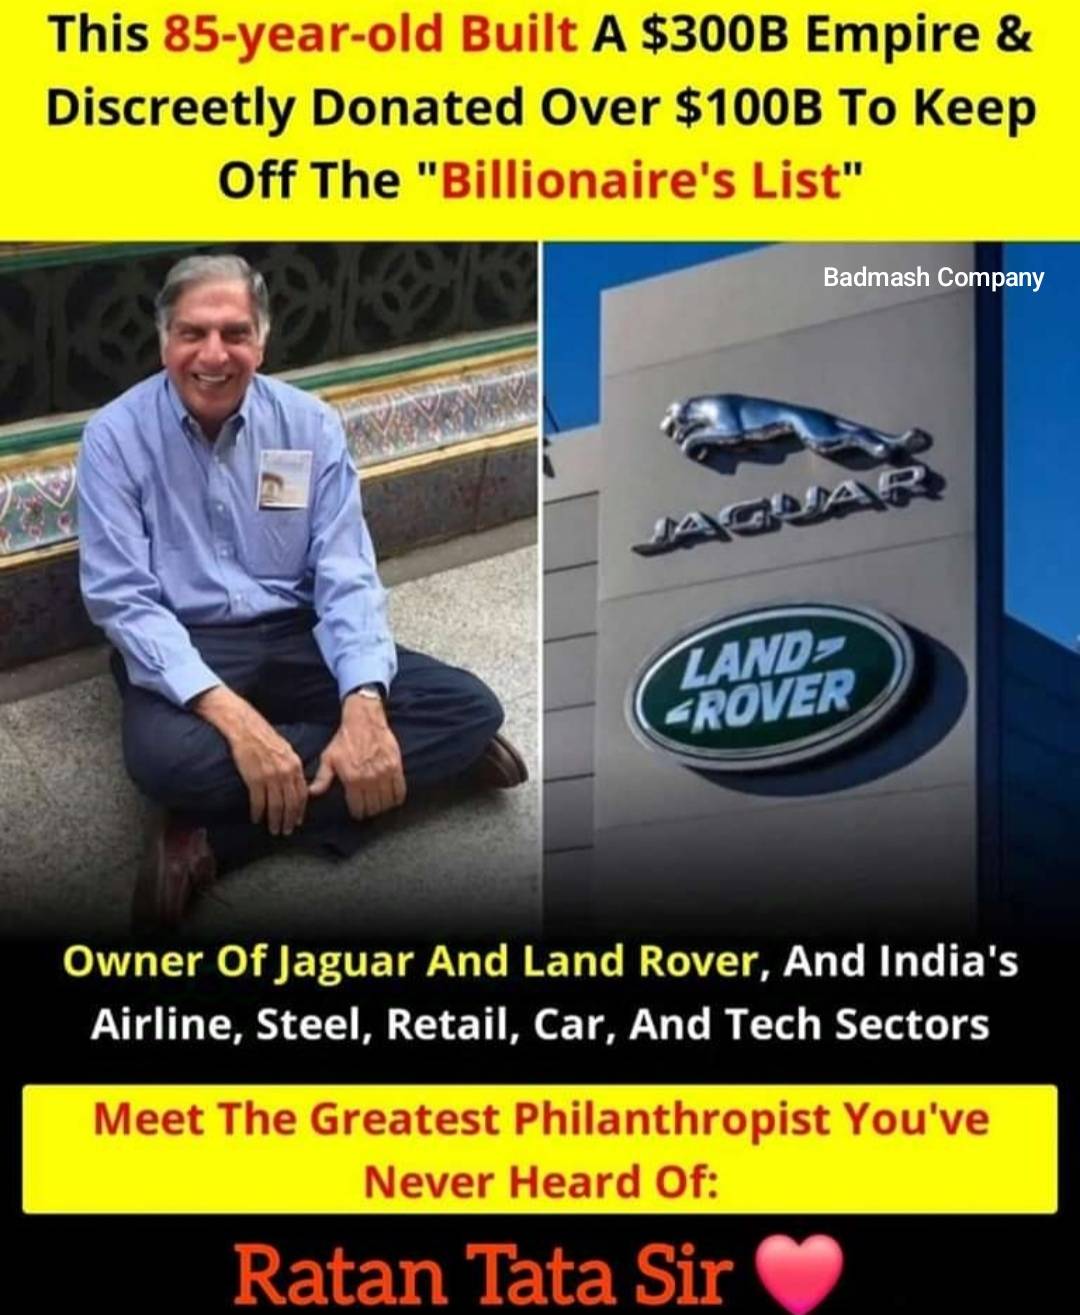 This 85-year-old Built A $300B Empire &
Discreetly Donated Over $100B To Keep
Off The "Billionaire's List"
Badmash Company
JAGUAR
LAND-
-ROVER
Owner Of Jaguar And Land Rover, And India's
Airline, Steel, Retail, Car, And Tech Sectors
Meet The Greatest Philanthropist You've
Never Heard Of:
Ratan Tata Sir ❤️